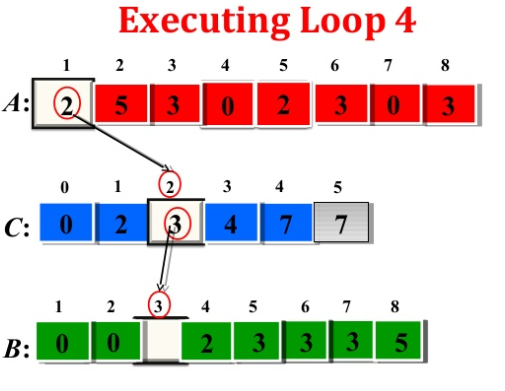 Executing Loop 4
1 2 3 4 5 6 7 8
A: 2 5 3 0 2 3 0 3
0 1 2 3 4 5
C: 0 2 3 4 7 7
1 2 3 4 5 6 7 8
B: 0 0 2 3 3 3 5